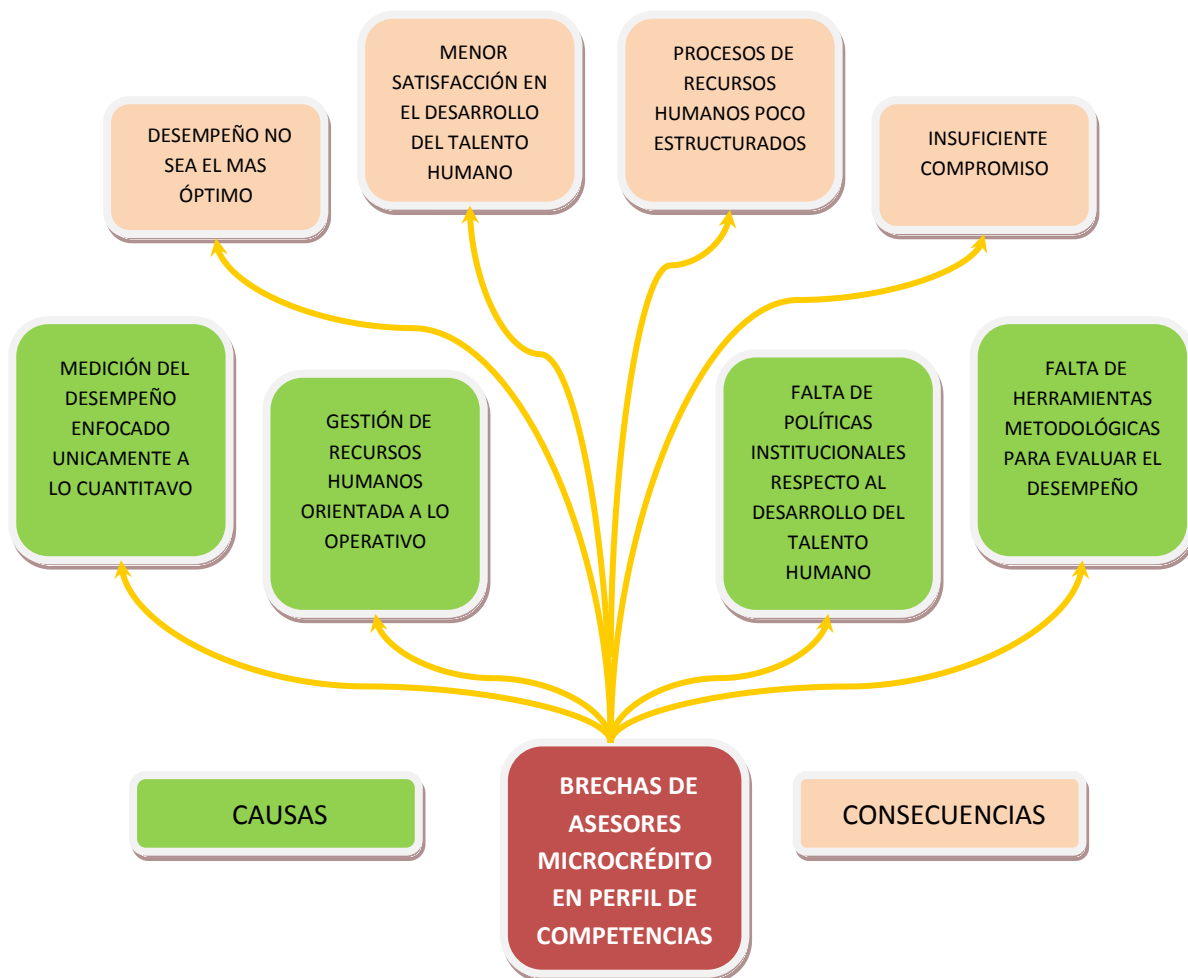 MENOR
SATISFACCIÓN EN
EL DESARROLLO
DEL TALENTO
HUMANO
PROCESOS DE
RECURSOS
HUMANOS POCO
ESTRUCTURADOS
DESEMPEÑO NO
SEA EL MAS
ÓPTIMO
INSUFICIENTE
COMPROMISO
MEDICIÓN DEL
DESEMPEÑO
ENFOCADO
UNICAMENTE A
LO CUANTITAVO
GESTIÓN DE
RECURSOS
HUMANOS
ORIENTADA A LO
OPERATIVO
FALTA DE
POLÍTICAS
INSTITUCIONALES
RESPECTO AL
DESARROLLO DEL
TALENTO
HUMANO
FALTA DE
HERRAMIENTAS
METODOLÓGICAS
PARA EVALUAR EL
DESEMPEÑO
CAUSAS
BRECHAS DE
ASESORES
MICROCRÉDITO
EN PERFIL DE
COMPETENCIAS
CONSECUENCIAS